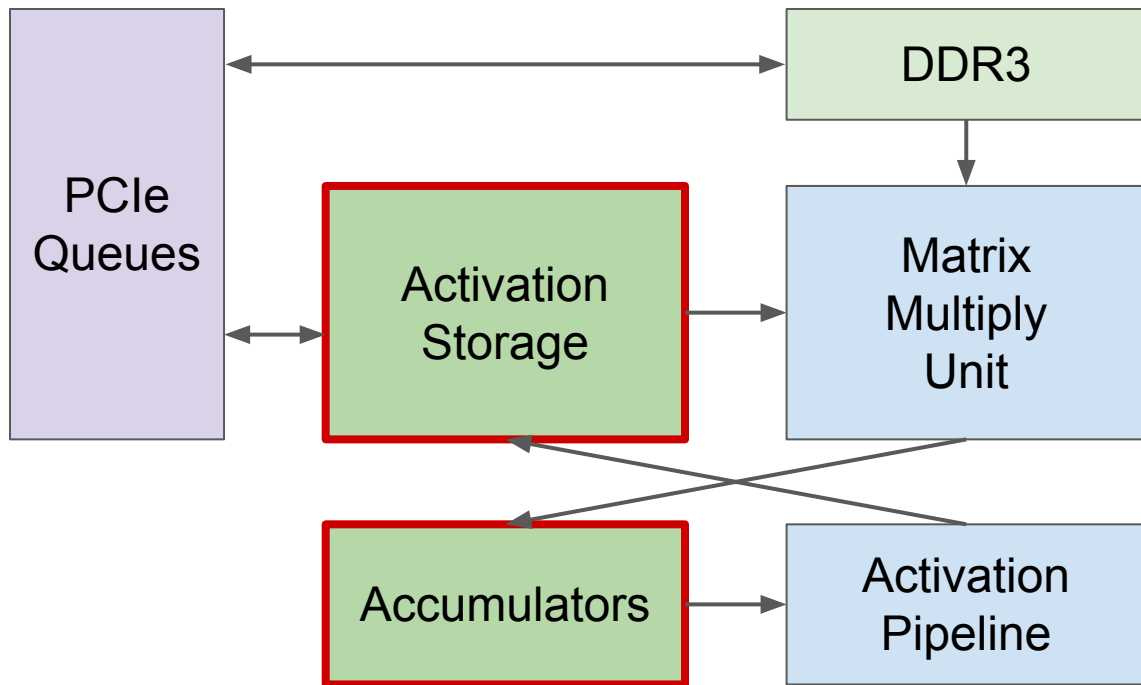 DDR3
PCIe
Queues
Activation
Storage
Matrix
Multiply
Unit
Accumulators
Activation
Pipeline